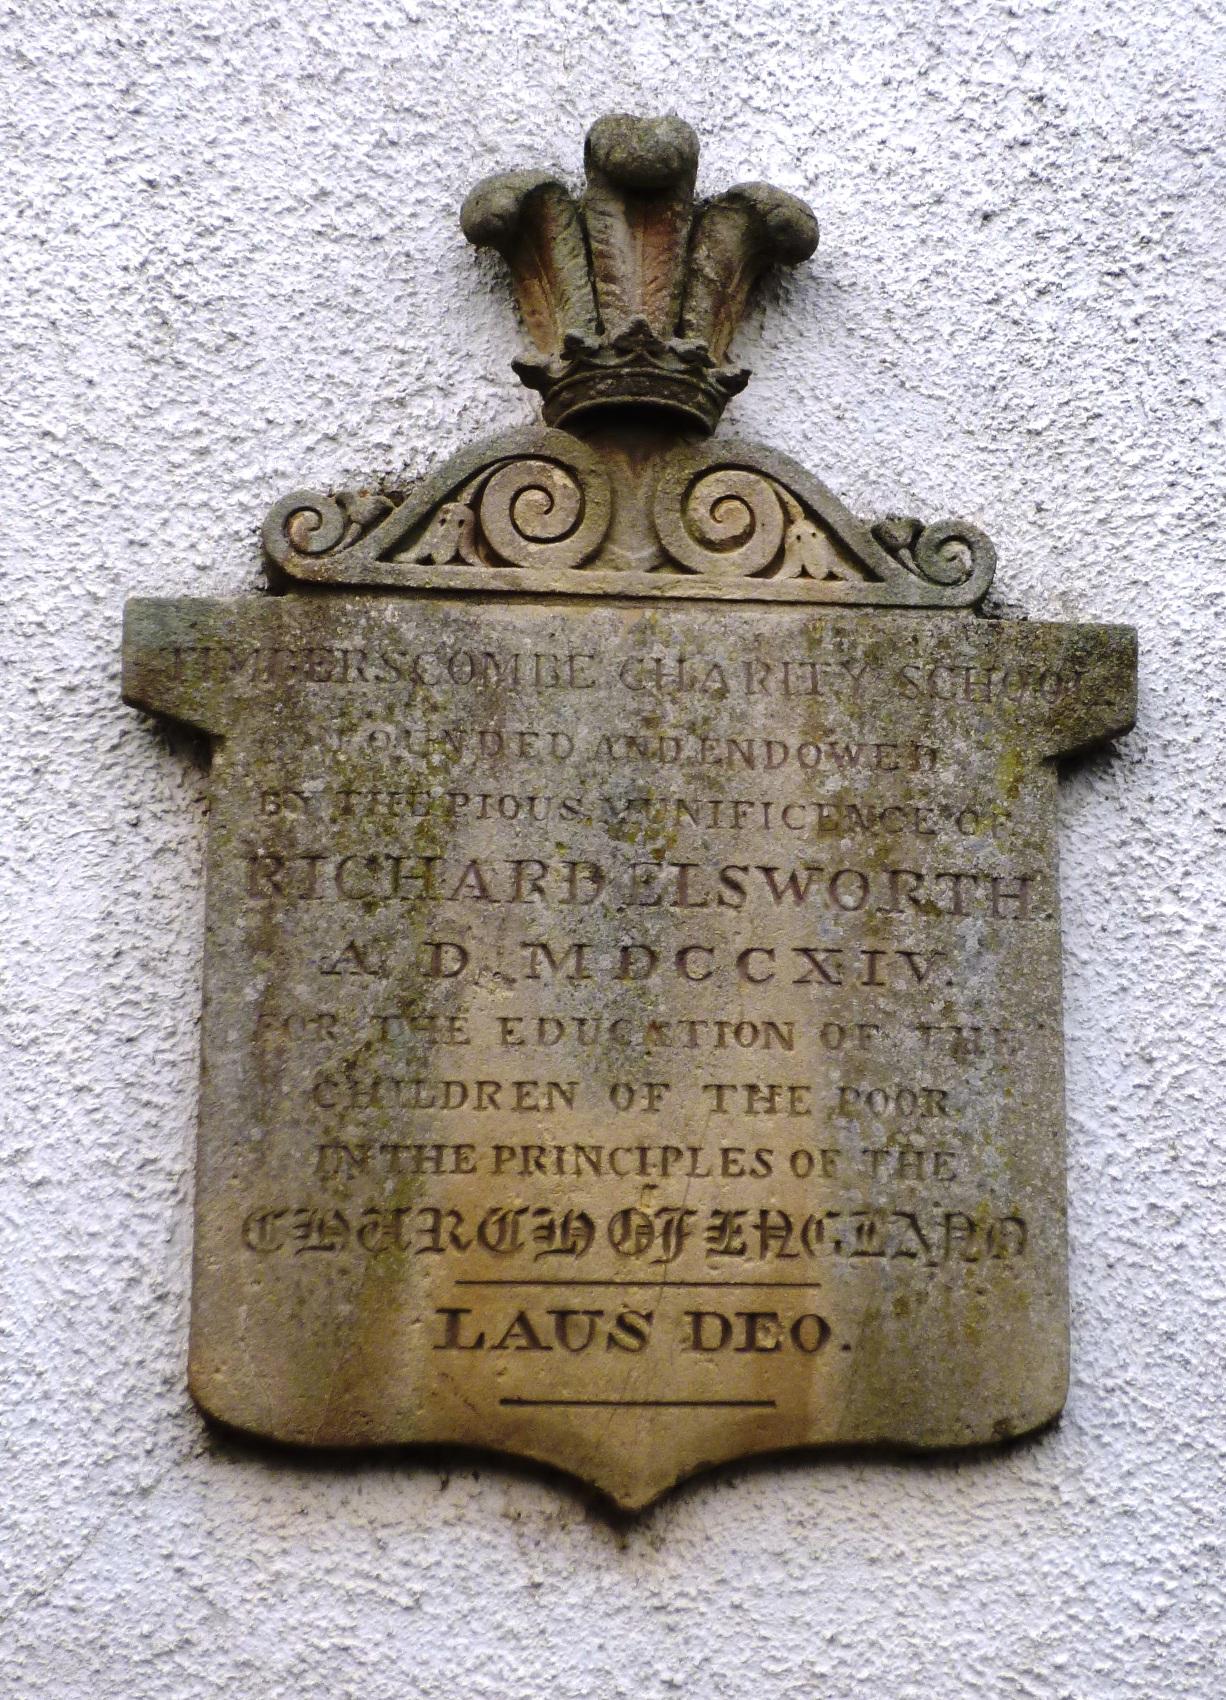 TIMBERSCOMBE CHARITY SCHOOL
FOUNDED AND ENDOWED
BY THE PIOUS MUNIFICENCE OF
RICHARD ELSWORTH
A D MDCCXIV.
FOR THE EDUCATION OF THE
CHILDREN OF THE POOR
IN THE PRINCIPLES OF THE
CHURCH OF ENGLAND
LAUS DEO.